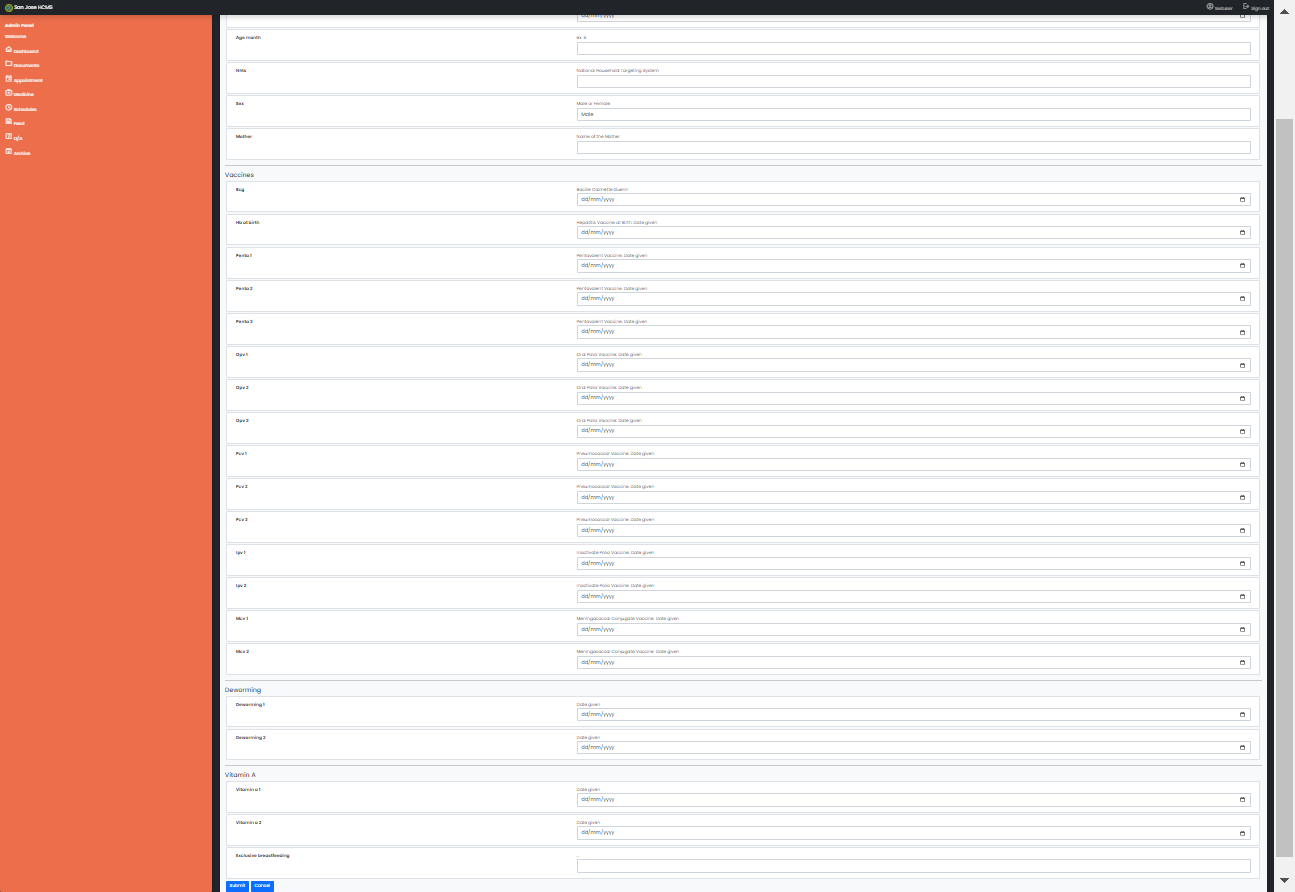 San Jose HCMS
testuser
Sign out
Admin Panel
Welcome
Dashboard
Documents
Appointment
Medicine
Schedules
Feed
Q/A
Archive
dd/mm/yyyy
Age month
ex. 6
Nhts
National Household Targeting System
Sex
Male or Female
Male
Mother
Name of the Mother
Vaccines
Bcg
Bacille Calmette Guerin
dd/mm/yyyy
Hb at birth
Hepatitis Vaccine at Birth: Date given
dd/mm/yyyy
Penta 1
Pentavalent Vaccine: Date given
dd/mm/yyyy
Penta 2
Pentavalent Vaccine: Date given
dd/mm/yyyy
Penta 3
Pentavalent Vaccine: Date given
dd/mm/yyyy
Opv 1
Oral Polio Vaccine: Date given
dd/mm/yyyy
Opv 2
Oral Polio Vaccine: Date given
dd/mm/yyyy
Opv 3
Oral Polio Vaccine: Date given
dd/mm/yyyy
Pcv 1
Pneumococcal Vaccine: Date given
dd/mm/yyyy
Pcv 2
Pneumococcal Vaccine: Date given
dd/mm/yyyy
Pcv 3
Pneumococcal Vaccine: Date given
dd/mm/yyyy
Ipv 1
Inactivate Polio Vaccine: Date given
dd/mm/yyyy
Ipv 2
Inactivate Polio Vaccine: Date given
dd/mm/yyyy
Mcv 1
Meningococcal Conjugate Vaccine: Date given
dd/mm/yyyy
Mcv 2
Meningococcal Conjugate Vaccine: Date given
dd/mm/yyyy
Deworming
Deworming 1
Date given
dd/mm/yyyy
Deworming 2
Date given
dd/mm/yyyy
Vitamin A
Vitamin a 1
Date given
dd/mm/yyyy
Vitamin a 2
Date given
dd/mm/yyyy
Exclusive breastfeeding
Submit
Cancel